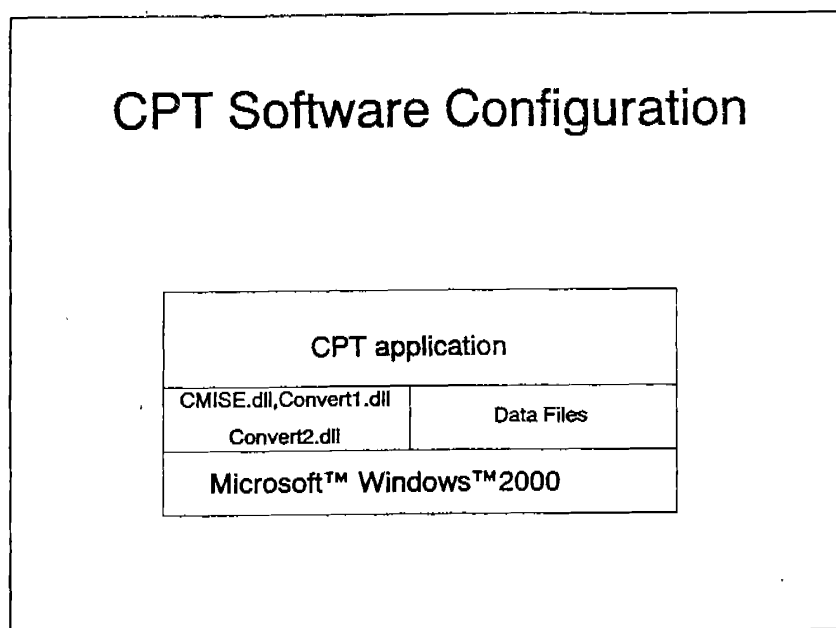 CPT Software Configuration
CPT application
CMISE.dll,Convert1.dll
Convert2.dll
Data Files
Microsoft™ Windows™2000